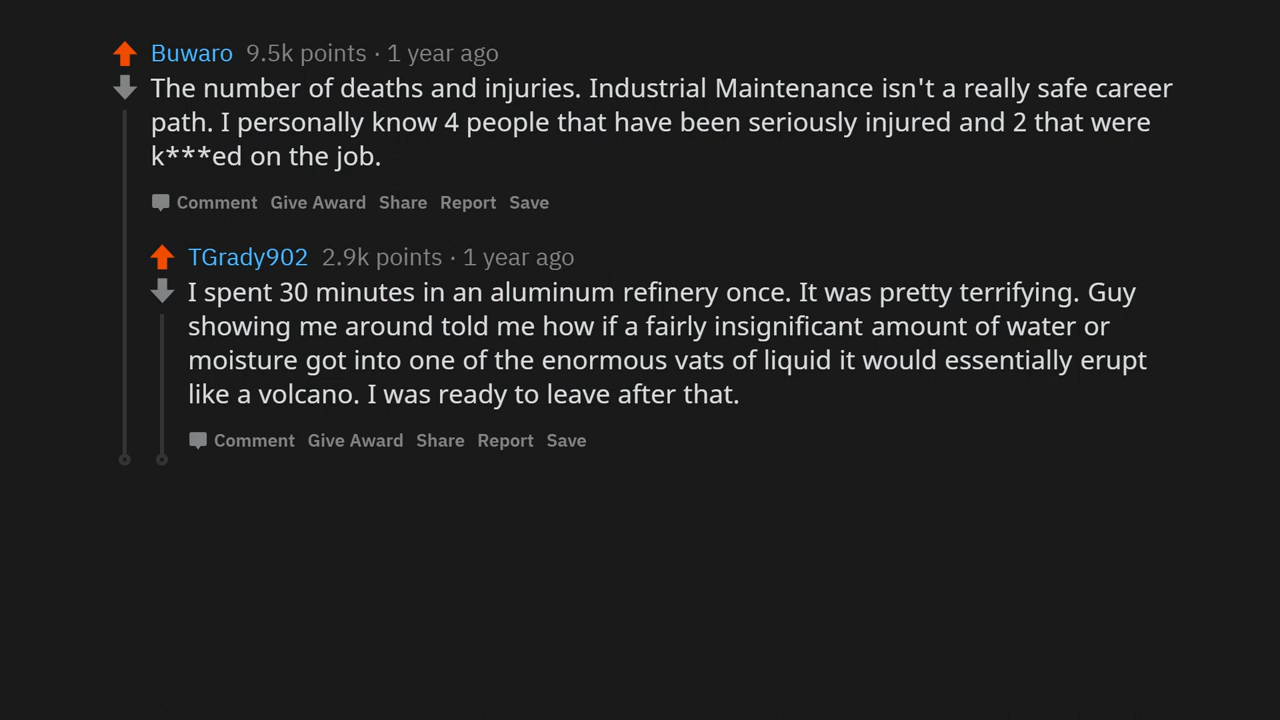 Buwaro 9.5k points · 1 year ago
The number of deaths and injuries. Industrial Maintenance isn't a really safe career
path. I personally know 4 people that have been seriously injured and 2 that were
k***ed on the job.
Comment Give Award Share Report Save
TGrady902 2.9k points · 1 year ago
I spent 30 minutes in an aluminum refinery once. It was pretty terrifying. Guy
showing me around told me how if a fairly insignificant amount of water or
moisture got into one of the enormous vats of liquid it would essentially erupt
like a volcano. I was ready to leave after that.
Comment Give Award Share Report Save